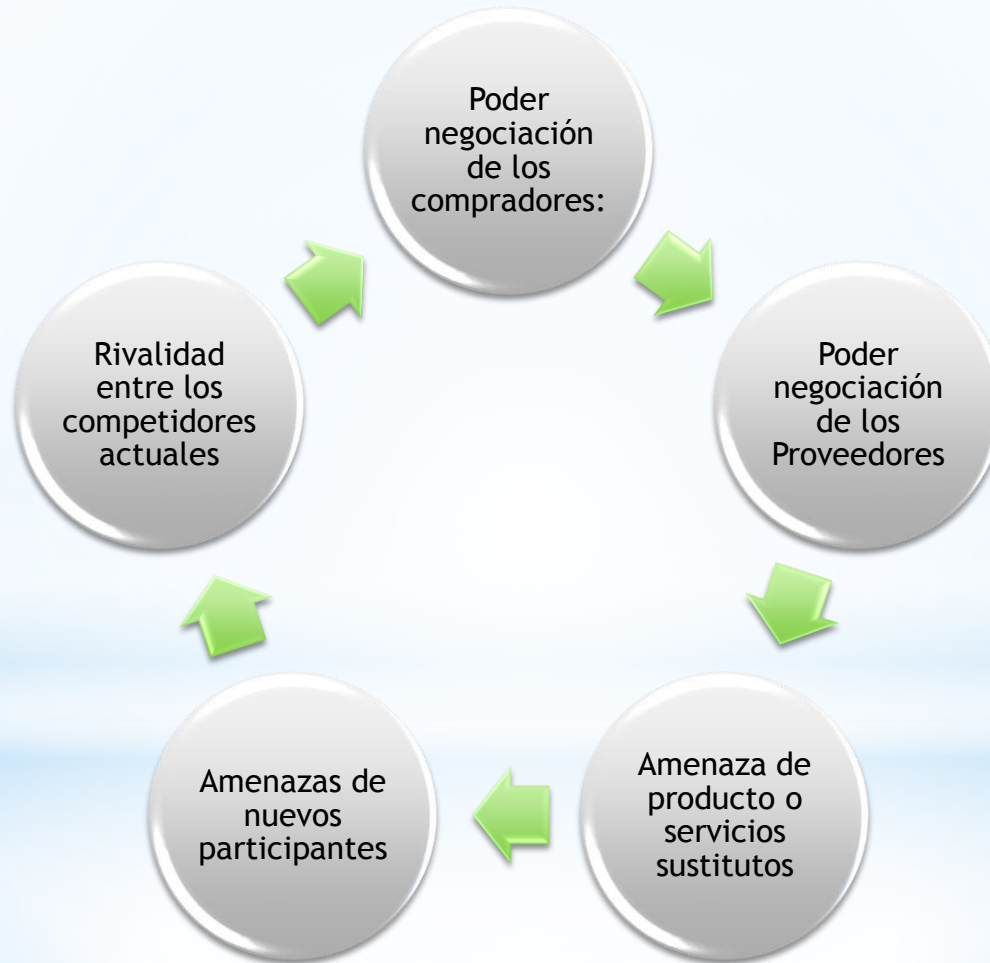 Poder
negociación
de los
compradores:
Poder
negociación
de los
Proveedores
Amenaza de
producto o
servicios
sustitutos
Amenazas de
nuevos
participantes
Rivalidad
entre los
competidores
actuales